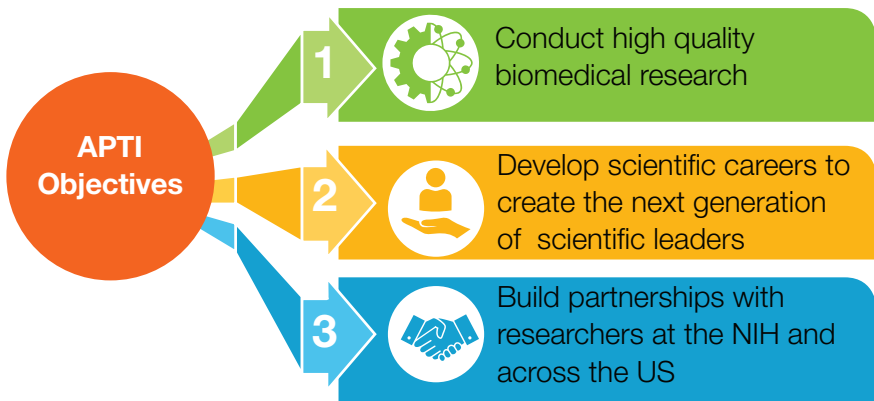 APTI
Objectives
1
Conduct high quality
biomedical research
2
Develop scientific careers to
create the next generation
of scientific leaders
3
Build partnerships with
researchers at the NIH and
across the US